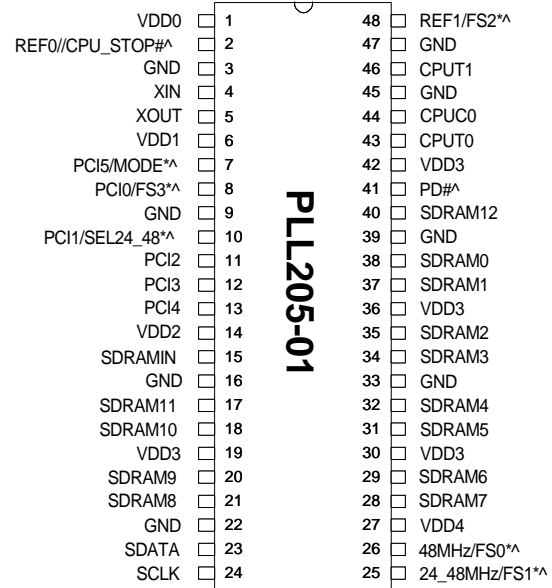 VDD0 1 48 REF1/FS2*^
REF0//CPU_STOP#^ 2 47 GND
GND 3 46 CPUT1
XIN 4 45 GND
XOUT 5 44 CPUC0
VDD1 6 43 CPUT0
PCI5/MODE*^ 7 42 VDD3
PCI0/FS3*^ 8 41 PD#^
GND 9 40 SDRAM12
PCI1/SEL24_48*^ 10 39 GND
PCI2 11 38 SDRAM0
PCI3 12 37 SDRAM1
PCI4 13 36 VDD3
VDD2 14 35 SDRAM2
SDRAMIN 15 34 SDRAM3
GND 16 33 GND
SDRAM11 17 32 SDRAM4
SDRAM10 18 31 SDRAM5
VDD3 19 30 VDD3
SDRAM9 20 29 SDRAM6
SDRAM8 21 28 SDRAM7
GND 22 27 VDD4
SDATA 23 26 48MHz/FS0*^
SCLK 24 25 24_48MHz/FS1*^
PLL205-01